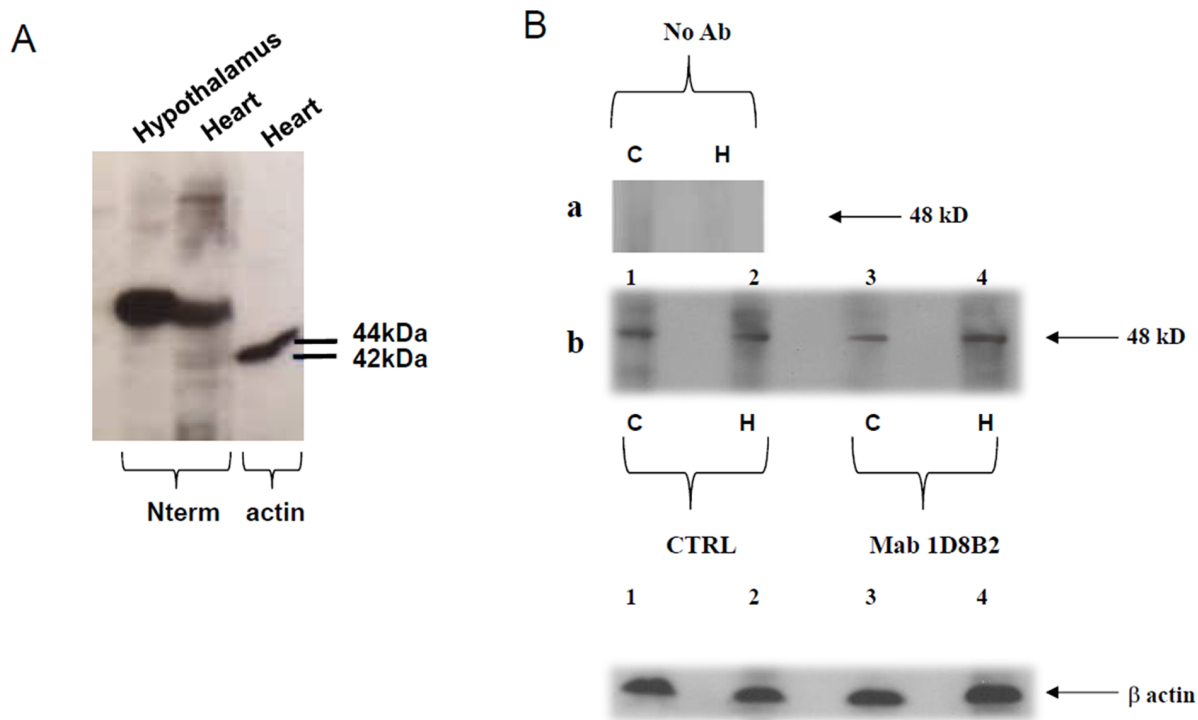 A
Hypothalamus
Heart
Heart
44kDa
42kDa
Nterm
actin
B
No Ab
C H
a
48 kD
1 2 3 4
b
48 kD
C H C H
CTRL Mab 1D8B2
1 2 3 4
β actin